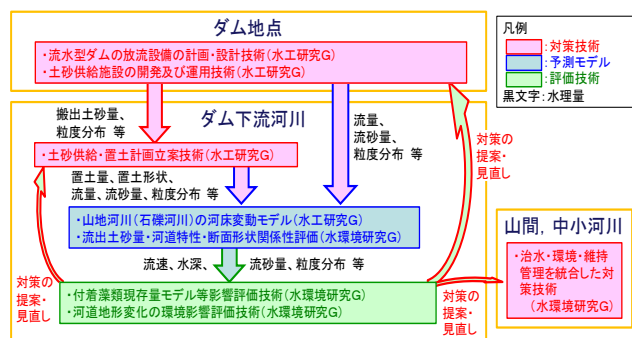 ダム地点
・流水型ダムの放流設備の計画・設計技術(水工研究G)
・土砂供給施設の開発及び運用技術(水工研究G)
凡例
:対策技術
:予測モデル
:評価技術
黒文字:水理量
搬出土砂量、
粒度分布 等
ダム下流河川
流量、
流砂量、
粒度分布 等
対策の
提案・
見直し
・土砂供給・置土計画立案技術(水工研究G)
置土量、置土形状、
流量、流砂量、粒度分布 等
・山地河川(石礫河川)の河床変動モデル(水工研究G)
・流出土砂量・河道特性・断面形状関係性評価(水環境研究G)
流速、水深、
流砂量、粒度分布 等
対策の
提案・
見直し
・付着藻類現存量モデル等影響評価技術(水環境研究G)
・河道地形変化の環境影響評価技術(水環境研究G)
対策の
提案・
見直し
山間，中小河川
・治水・環境・維持
管理を統合した対
策技術
(水環境研究G)